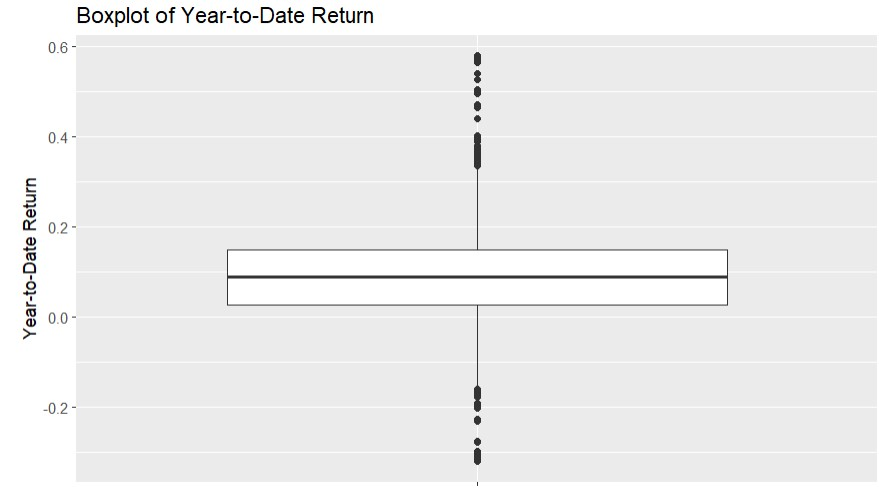 Boxplot of Year-to-Date Return
0.6
0.4
0.2
0.0
-0.2
Year-to-Date Return